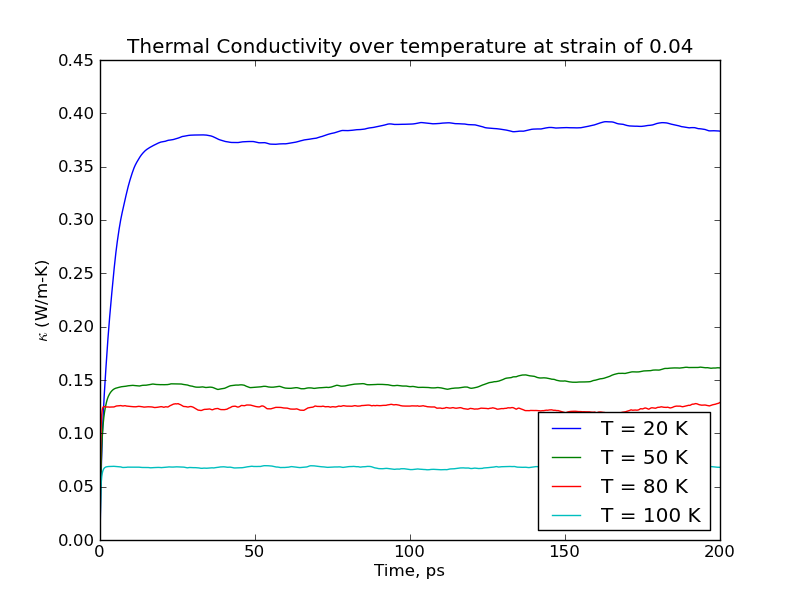 Thermal Conductivity over temperature at strain of 0.04
0.45
0.40
0.35
0.30
0.25
0.20
0.15
0.10
0.05
0.00
κ (W/m-K)
T = 20 K
T = 50 K
T = 80 K
T = 100 K
0 50 100 150 200
Time, ps